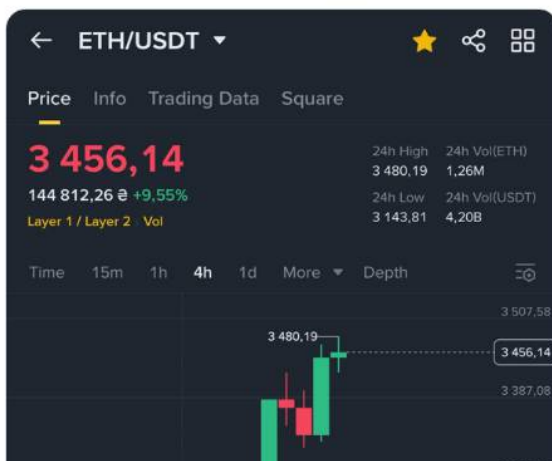 ETH/USDT
Price Info Trading Data Square
3 456,14
144 812,26 ₴ +9,55%
Layer 1 / Layer 2 Vol
24h High 24h Vol(ETH)
3 480,19 1,26M
24h Low 24h Vol(USDT)
3 143,81 4,20B
Time 15m 1h 4h 1d More Depth
3 507,58
3 480,19
3 456,14
3 387,08